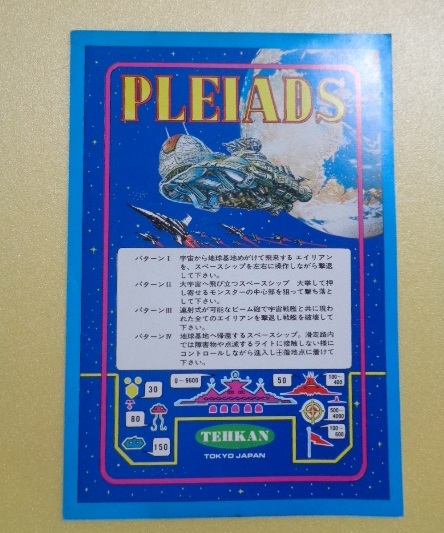 PLEIADS
パターンI 宇宙から地球基地めがけて飛来するエイリアン
を、スペースシップを左右に操作しながら撃退
して下さい。
パターンII 大宇宙へ飛び立つスペースシップ 大挙して押
し寄せるモンスターの中心部を狙って撃ち落と
して下さい。
パターンIII 連射式が可能なビーム砲で宇宙戦艦と共に現わ
れた全てのエイリアンを撃退し戦艦を破壊して
下さい。
パターンIV 地球基地へ帰還するスペースシップ。滑走路内
では障害物や点滅するライトに接触しない様に
コントロールしながら進入し王座地点に着けて
下さい。
30
0～9600
50
100～
400
80
500～
4000
150
TEHKAN
100～
TOKYO JAPAN